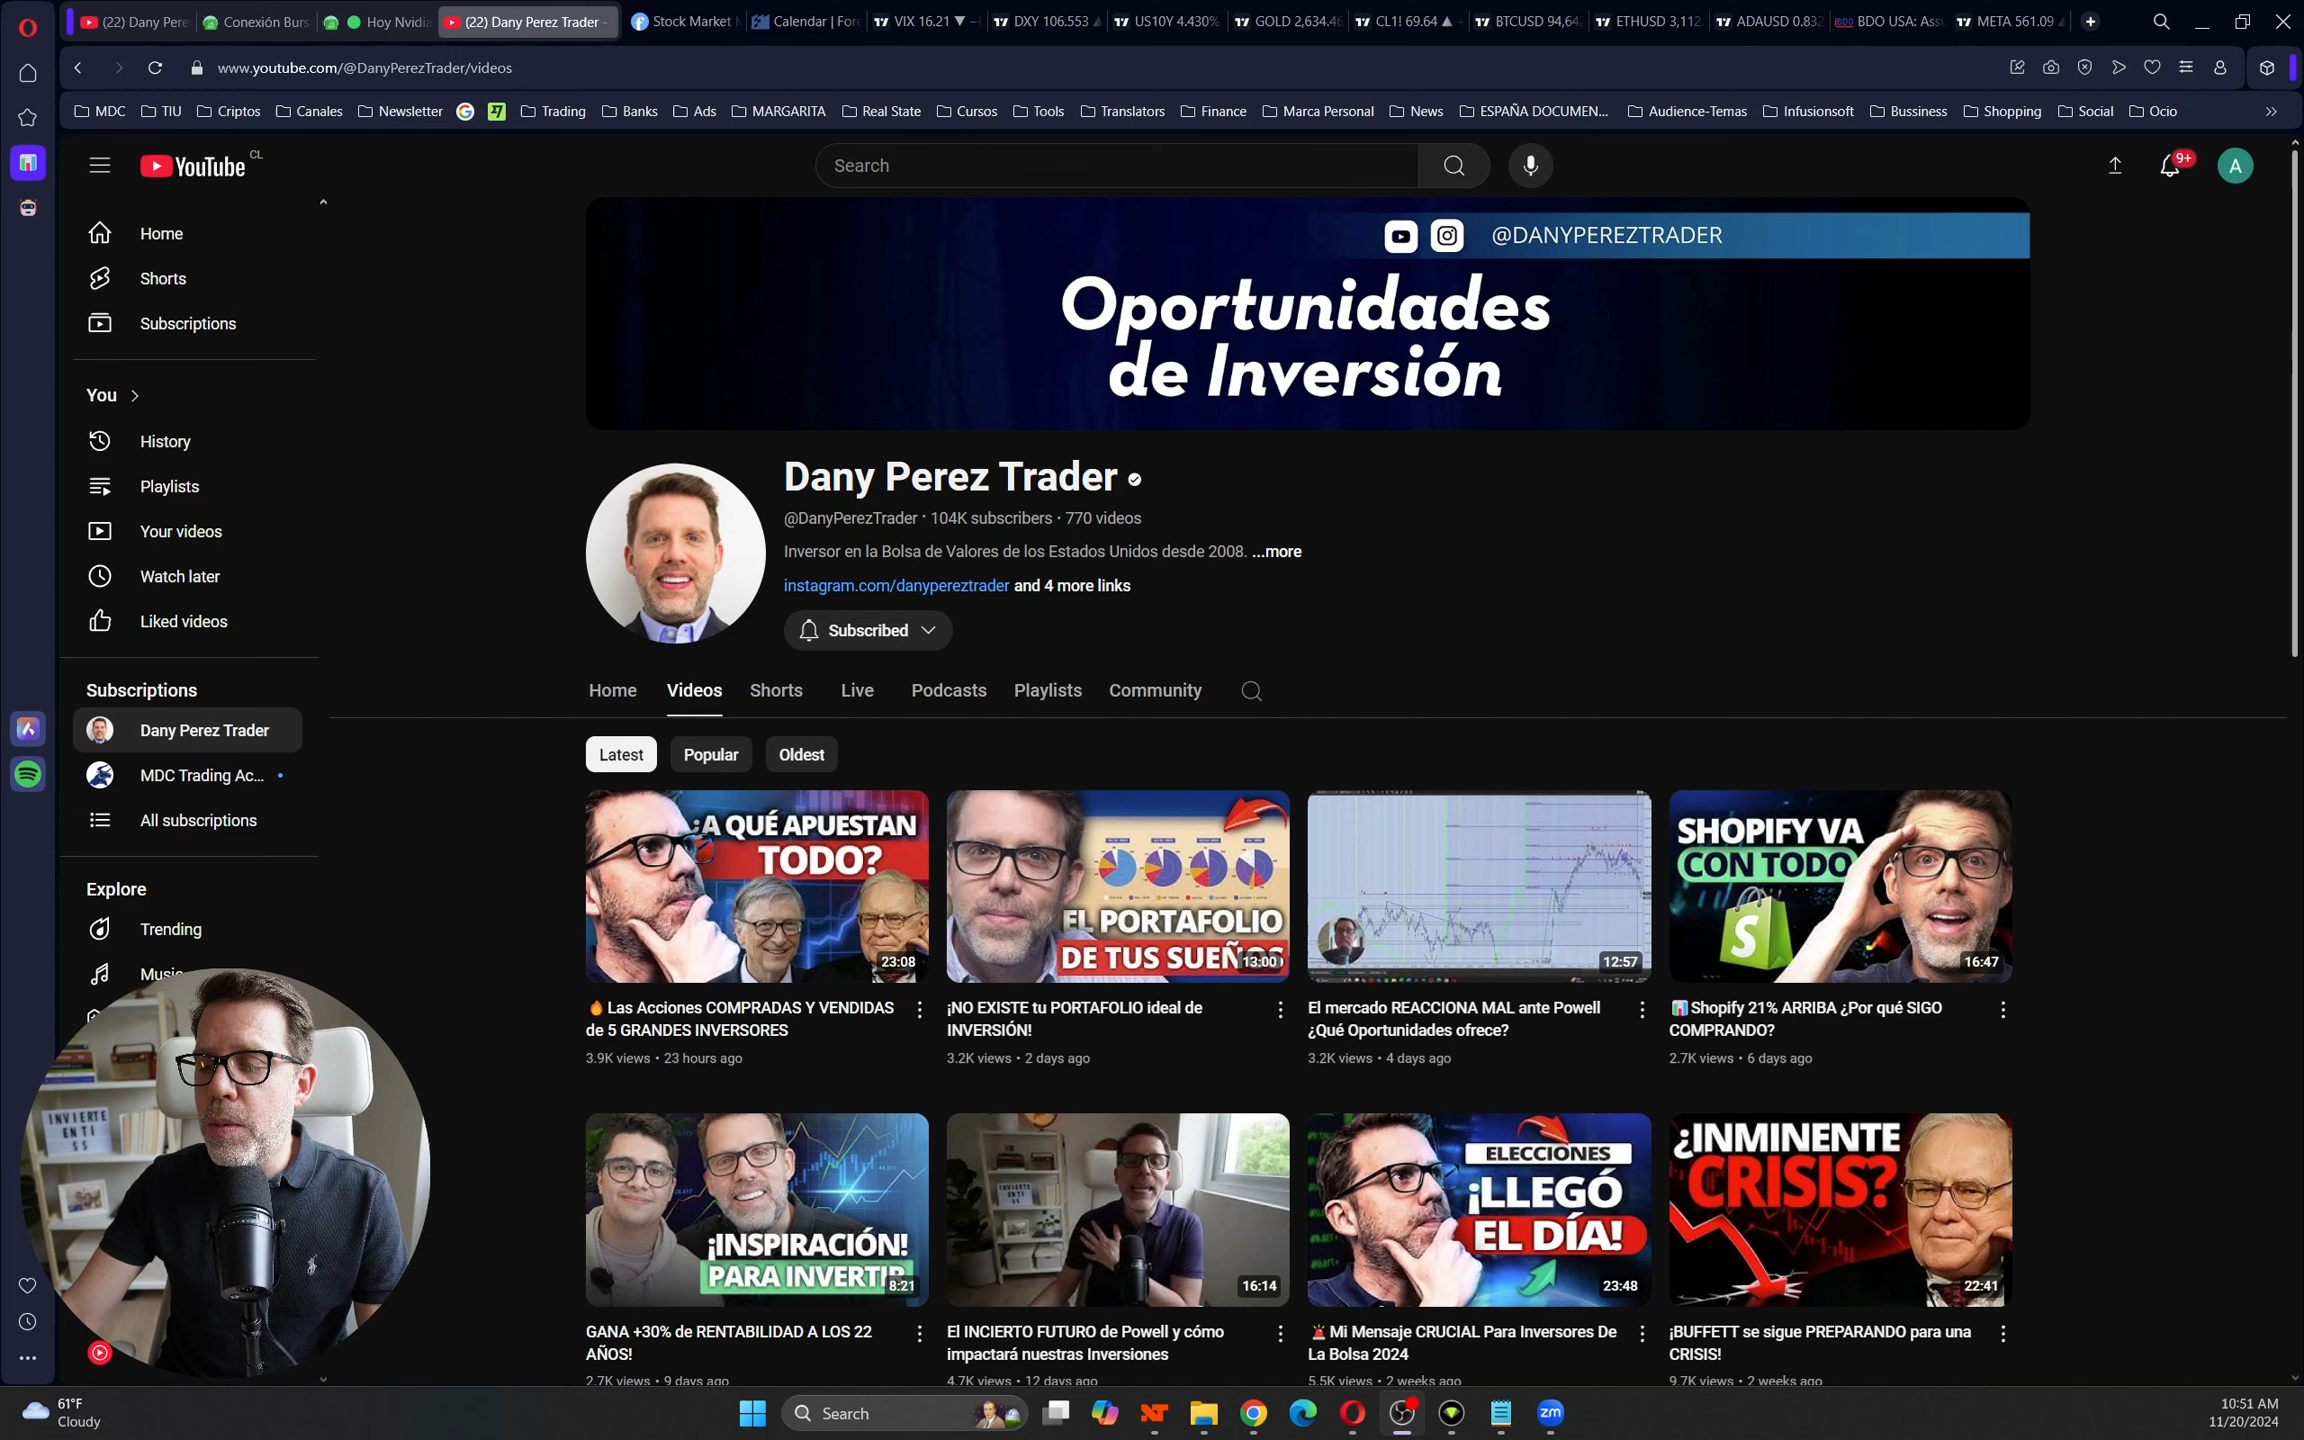 (22) Dany Pere
Conexión Burs
Hoy Nvidia
(22) Dany Perez Trader -
Stock Market
Calendar | Fore
VIX 16.21 ▼
DXY 106.553
US10Y 4.430%
GOLD 2,634.46
CL1! 69.64 ▲
BTCUSD 94,64
ETHUSD 3,112.
ADAUSD 0.832
BDO USA: Ass
META 561.09
www.youtube.com/@DanyPerezTrader/videos
MDC
TIU
Criptos
Canales
Newsletter
Trading
Banks
Ads
MARGARITA
Real State
Cursos
Tools
Translators
Finance
Marca Personal
News
ESPAÑA DOCUMEN...
Audience-Temas
Infusionsoft
Bussiness
Shopping
Social
Ocio
YouTube CL
Search
9+
A
Home
Shorts
Subscriptions
You
History
Playlists
Your videos
Watch later
Liked videos
Subscriptions
Dany Perez Trader
MDC Trading Ac...
All subscriptions
Explore
Trending
Music
@DANYPEREZTRADER
Oportunidades
de Inversión
Dany Perez Trader
@DanyPerezTrader · 104K subscribers · 770 videos
Inversor en la Bolsa de Valores de los Estados Unidos desde 2008. ...more
instagram.com/danypereztrader and 4 more links
Subscribed
Home
Videos
Shorts
Live
Podcasts
Playlists
Community
Latest
Popular
Oldest
¿A QUÉ APUESTAN
TODO?
23:08
🔥 Las Acciones COMPRADAS Y VENDIDAS
de 5 GRANDES INVERSORES
3.9K views • 23 hours ago
EL PORTAFOLIO
DE TUS SUEÑOS
13:00
¡NO EXISTE tu PORTAFOLIO ideal de
INVERSIÓN!
3.2K views • 2 days ago
12:57
El mercado REACCIONA MAL ante Powell
¿Qué Oportunidades ofrece?
3.2K views • 4 days ago
SHOPIFY VA
CON TODO
S
16:47
📊Shopify 21% ARRIBA ¿Por qué SIGO
COMPRANDO?
2.7K views • 6 days ago
¡INSPIRACIÓN!
PARA INVERTIR
8:21
GANA +30% de RENTABILIDAD A LOS 22
AÑOS!
2.7K views • 9 days ago
16:14
El INCIERTO FUTURO de Powell y cómo
impactará nuestras Inversiones
4.7K views • 12 days ago
ELECCIONES
¡LLEGÓ
EL DÍA!
23:48
🚨Mi Mensaje CRUCIAL Para Inversores De
La Bolsa 2024
5.5K views • 2 weeks ago
¿INMINENTE
CRISIS?
22:41
¡BUFFETT se sigue PREPARANDO para una
CRISIS!
9.7K views • 2 weeks ago
INVIERTE
EN TI
$$
61°F
Cloudy
Search
zm
10:51 AM
11/20/2024